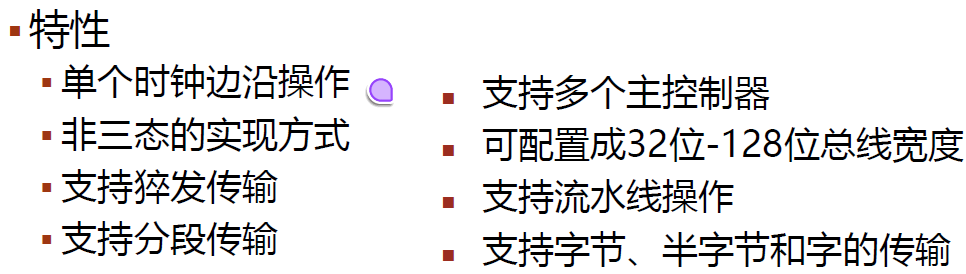 特性
单个时钟边沿操作
非三态的实现方式
支持猝发传输
支持分段传输
支持多个主控制器
可配置成32位-128位总线宽度
支持流水线操作
支持字节、半字节和字的传输